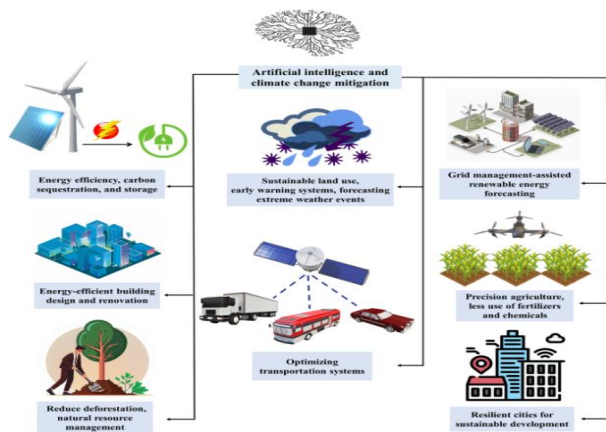 Artificial intelligence and
climate change mitigation
Energy efficiency, carbon
sequestration, and storage
Sustainable land use,
early warning systems, forecasting
extreme weather events
Grid management-assisted
renewable energy
forecasting
Energy-efficient building
design and renovation
Optimizing
transportation systems
Precision agriculture,
less use of fertilizers
and chemicals
Reduce deforestation,
natural resource
management
Resilient cities for
sustainable development